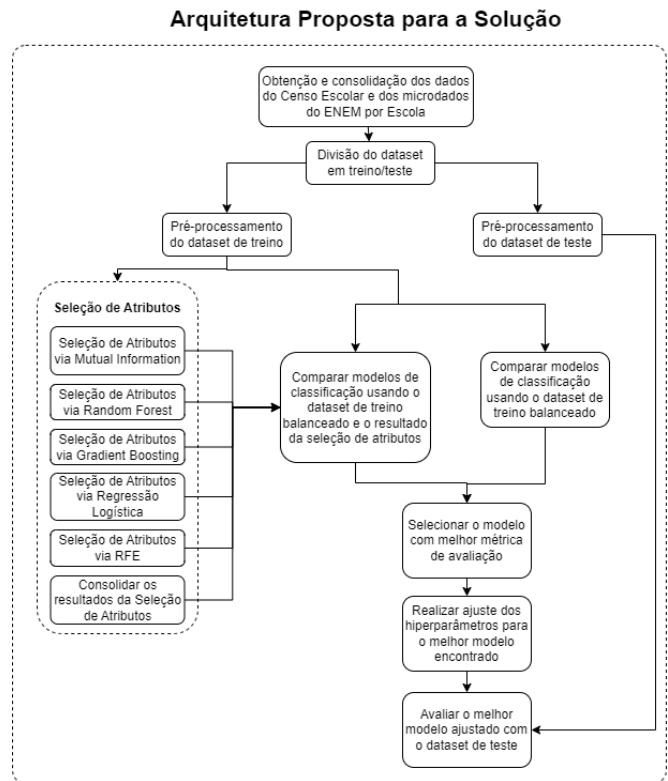 Arquitetura Proposta para a Solução
Obtenção e consolidação dos dados
do Censo Escolar e dos microdados
do ENEM por Escola
Divisão do dataset
em treino/teste
Pré-processamento
do dataset de treino
Pré-processamento
do dataset de teste
Seleção de Atributos
Seleção de Atributos
via Mutual Information
Seleção de Atributos
via Random Forest
Seleção de Atributos
via Gradient Boosting
Seleção de Atributos
via Regressão
Logística
Seleção de Atributos
via RFE
Consolidar os
resultados da Seleção
de Atributos
Comparar modelos de
classificação usando o
dataset de treino
balanceado e o resultado
da seleção de atributos
Comparar modelos
de classificação
usando o dataset de
treino balanceado
Selecionar o modelo
com melhor métrica
de avaliação
Realizar ajuste dos
hiperparâmetros para
o melhor modelo
encontrado
Avaliar o melhor
modelo ajustado com
o dataset de teste